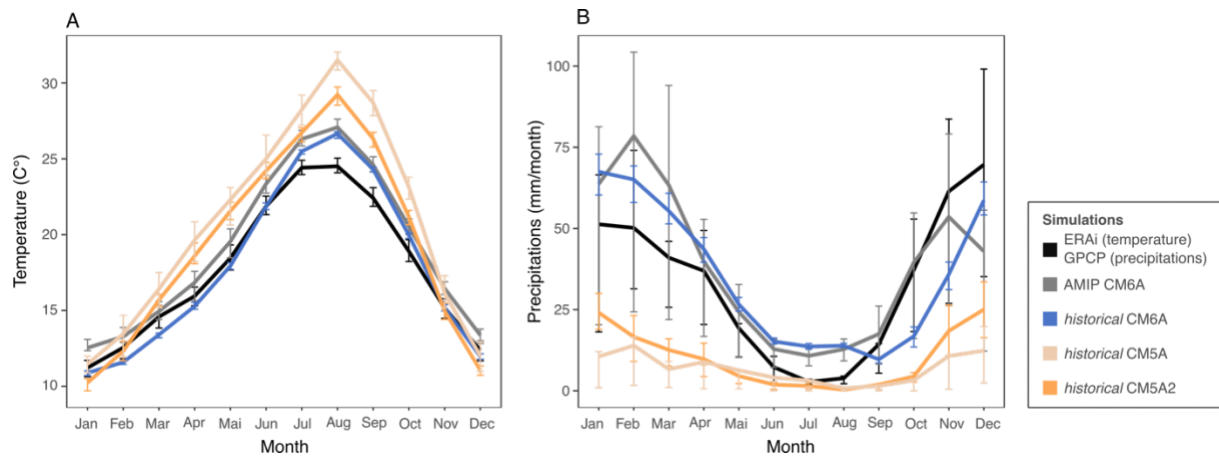 A
Temperature (C°)
30
25
20
15
10
Jan Feb Mar Apr Mai Jun Jul Aug Sep Oct Nov Dec
Month
B
Precipitations (mm/month)
100
75
50
25
0
Jan Feb Mar Apr Mai Jun Jul Aug Sep Oct Nov Dec
Month
Simulations
ERAi (temperature)
GPCP (precipitations)
AMIP CM6A
historical CM6A
historical CM5A
historical CM5A2